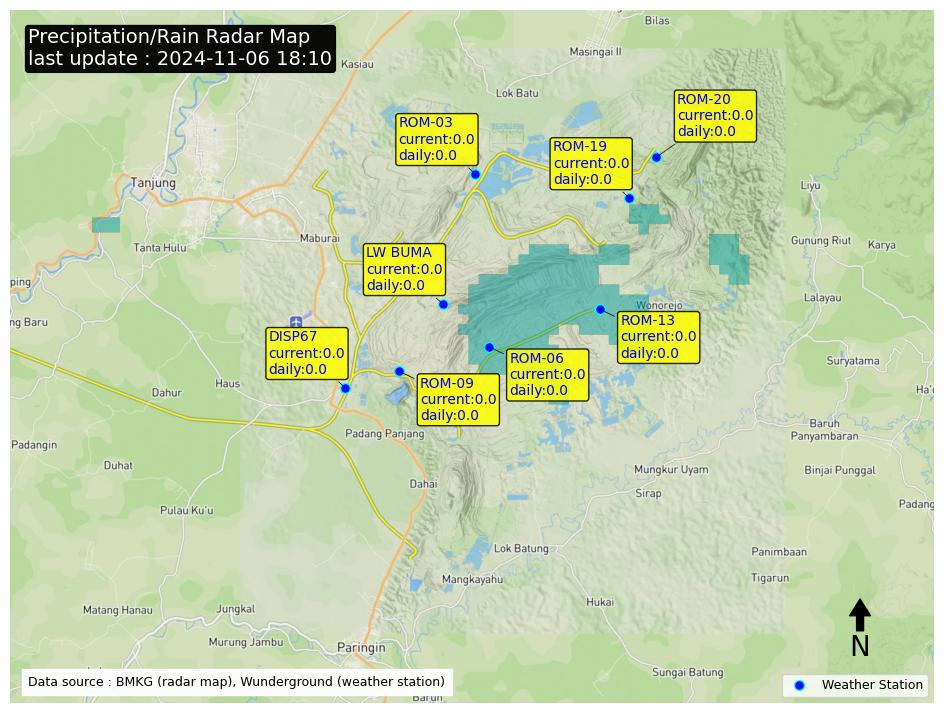 Precipitation/Rain Radar Map
last update : 2024-11-06 18:10
Bilas
Masingai II
Kasiau
Lok Batu
ROM-20
current:0.0
daily:0.0
ROM-03
current:0.0
daily:0.0
ROM-19
current:0.0
daily:0.0
Tanjung
Liyu
Maburai
Tanta Hulu
Gunung Riut
Karya
LW BUMA
current:0.0
daily:0.0
ping
Lalayau
Wonorejo
ng Baru
ROM-13
current:0.0
daily:0.0
DISP67
current:0.0
daily:0.0
ROM-06
current:0.0
daily:0.0
Suryatama
Haus
ROM-09
current:0.0
daily:0.0
Dahur
Ha'
Baruh
Panyambaran
Padang Panjang
Padangin
Duhat
Mungkur Uyam
Binjai Punggal
Dahai
Sirap
Padang
Pulau Ku'u
Lok Batung
Panimbaan
Mangkayahu
Tigarun
Hukai
Matang Hanau
Jungkal
Murung Jambu
Paringin
N
Sungai Batung
Data source : BMKG (radar map), Wunderground (weather station)
Weather Station
Barun